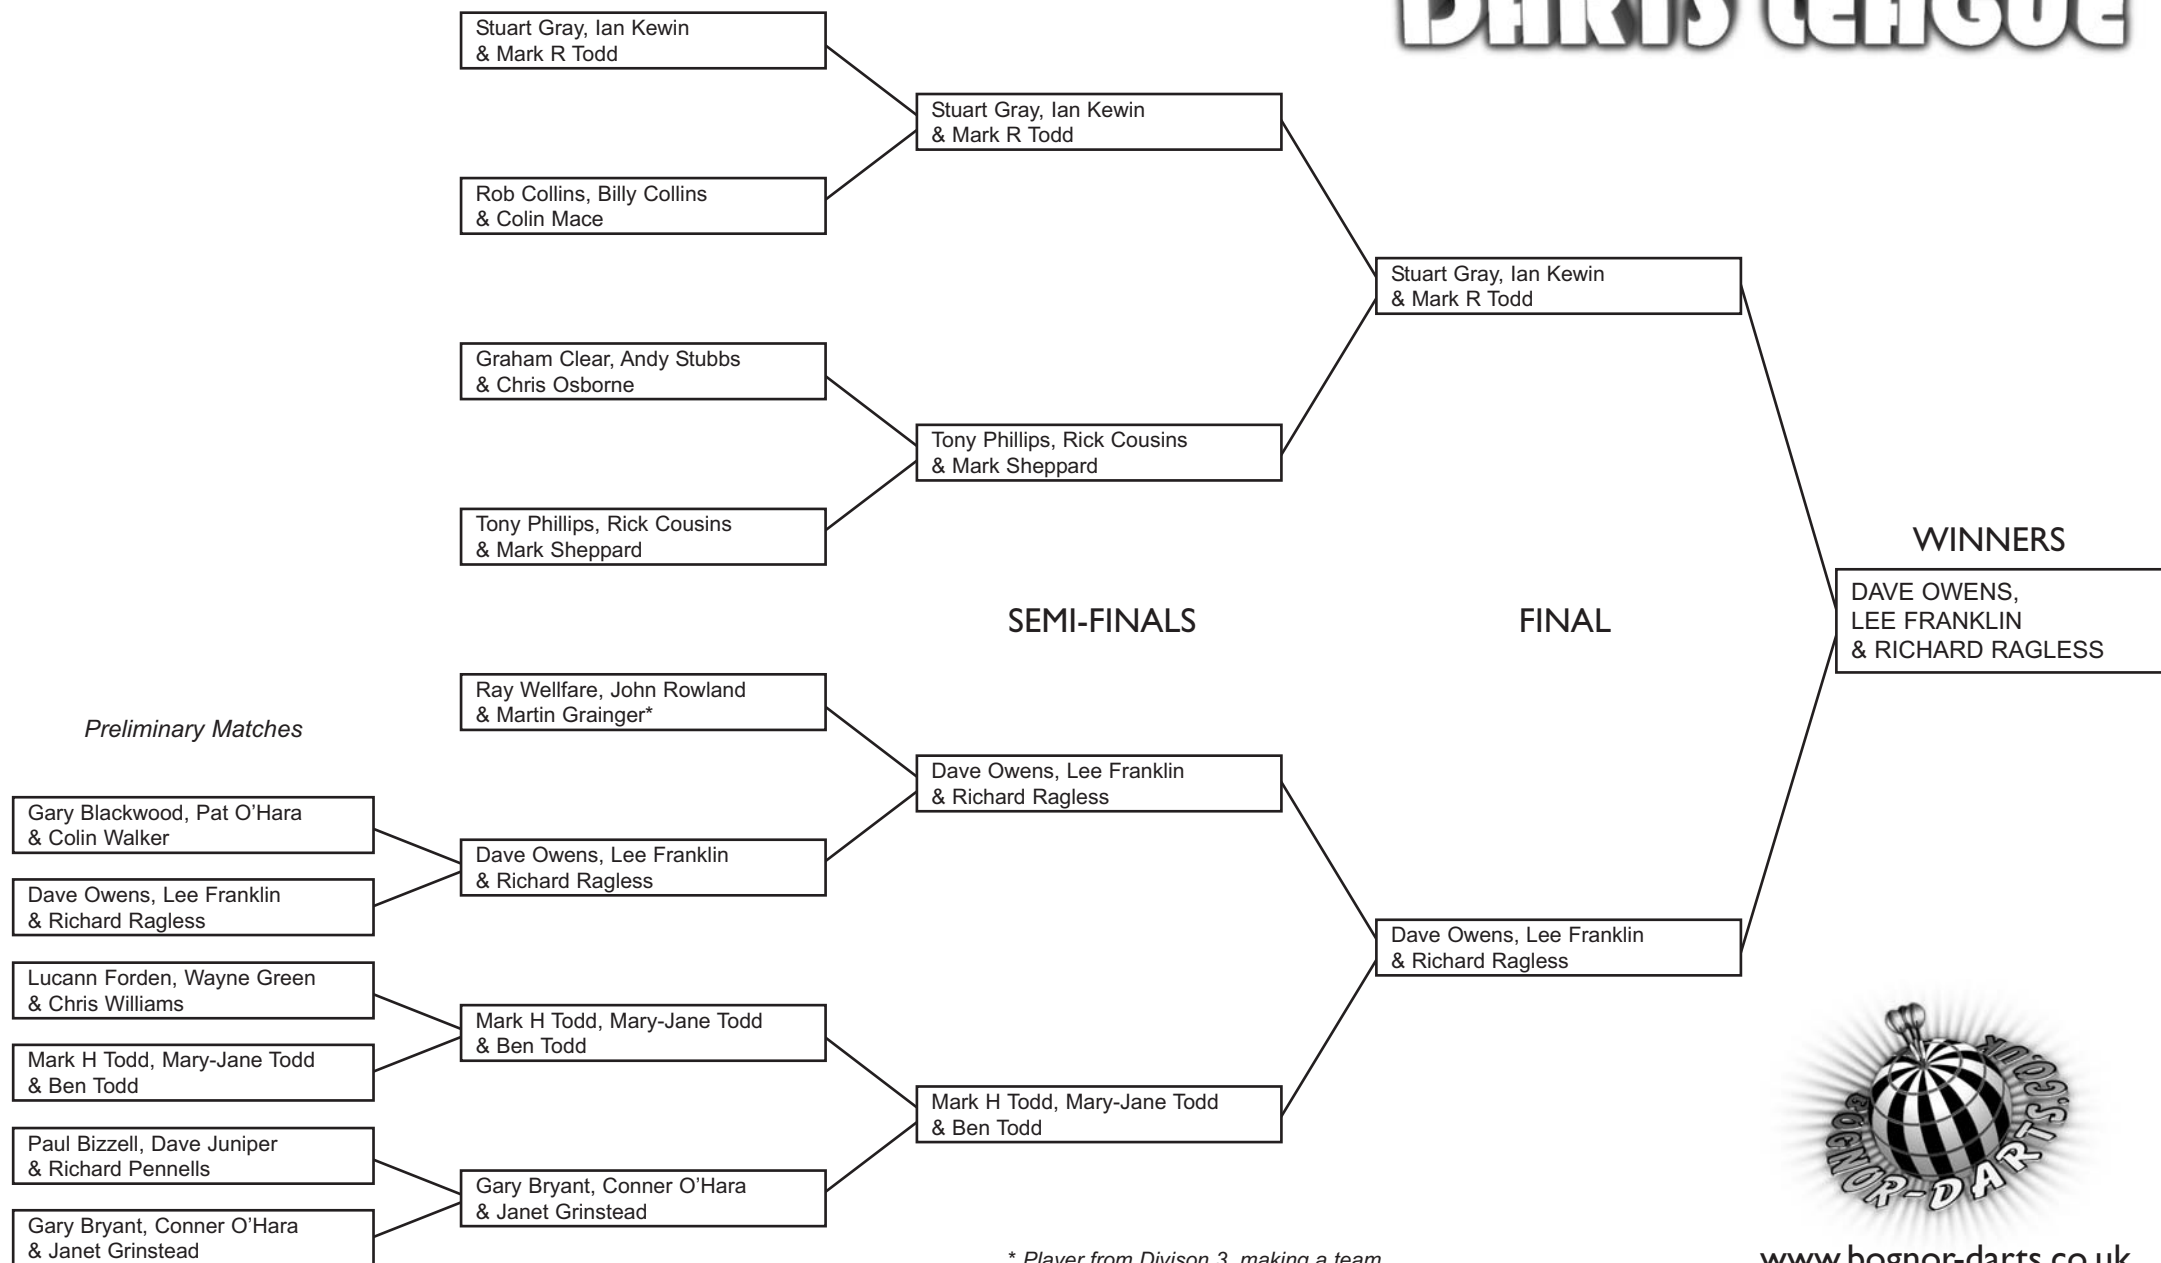 DARTS LEAGUE
Stuart Gray, Ian Kewin
& Mark R Todd
Rob Collins, Billy Collins
& Colin Mace
Graham Clear, Andy Stubbs
& Chris Osborne
Tony Phillips, Rick Cousins
& Mark Sheppard
Stuart Gray, Ian Kewin
& Mark R Todd
Tony Phillips, Rick Cousins
& Mark Sheppard
Stuart Gray, Ian Kewin
& Mark R Todd
WINNERS
DAVE OWENS,
LEE FRANKLIN
& RICHARD RAGLESS
SEMI-FINALS
FINAL
Preliminary Matches
Gary Blackwood, Pat O’Hara
& Colin Walker
Dave Owens, Lee Franklin
& Richard Ragless
Lucann Forden, Wayne Green
& Chris Williams
Mark H Todd, Mary-Jane Todd
& Ben Todd
Paul Bizzell, Dave Juniper
& Richard Pennells
Gary Bryant, Conner O’Hara
& Janet Grinstead
Ray Wellfare, John Rowland
& Martin Grainger*
Dave Owens, Lee Franklin
& Richard Ragless
Mark H Todd, Mary-Jane Todd
& Ben Todd
Gary Bryant, Conner O’Hara
& Janet Grinstead
Dave Owens, Lee Franklin
& Richard Ragless
Mark H Todd, Mary-Jane Todd
& Ben Todd
Dave Owens, Lee Franklin
& Richard Ragless
* Player from Divison 3, making a team
BOGNOR-DARTS.CO.UK
www.bognor-darts.co.uk